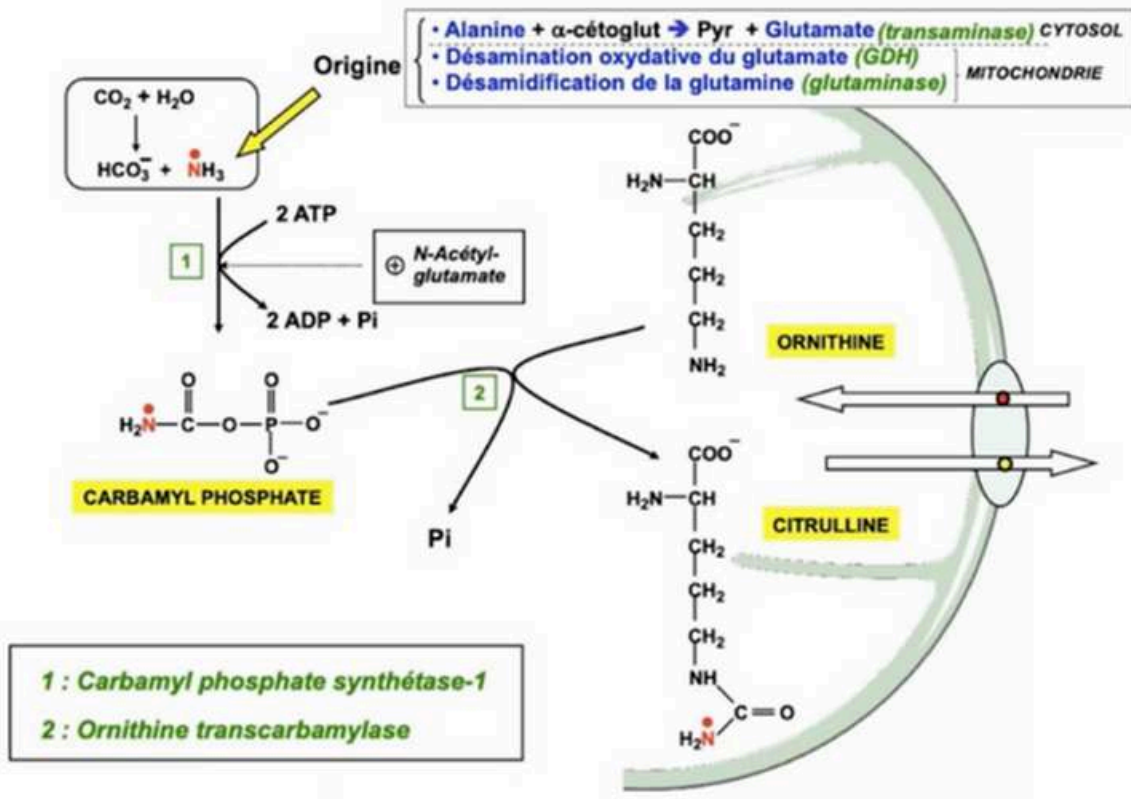 • Alanine + α-cétoglut ➔ Pyr + Glutamate (transaminase) CYTOSOL
Origine
• Désamination oxydative du glutamate (GDH)
• Désamidification de la glutamine (glutaminase)
MITOCHONDRIE
CO₂ + H₂O
HCO₃⁻ + NH₃
2 ATP
1
⊕ N-Acétyl-
glutamate
2 ADP + Pi
COO⁻
H₂N—CH
CH₂
CH₂
CH₂
NH₂
ORNITHINE
2
O O
H₂N—C—O—P—O⁻
O⁻
CARBAMYL PHOSPHATE
Pi
COO⁻
H₂N—CH
CH₂
CH₂
CH₂
NH
C=O
H₂N
CITRULLINE
1 : Carbamyl phosphate synthétase-1
2 : Ornithine transcarbamylase